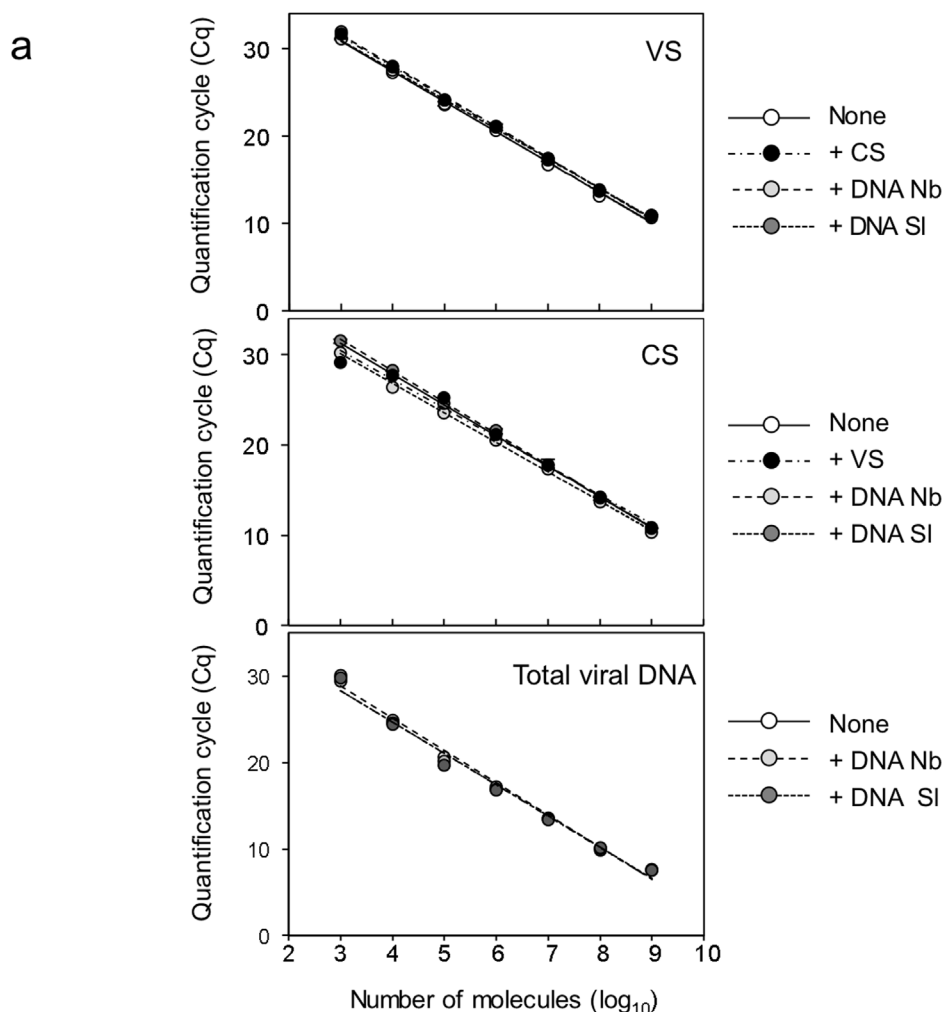 a
Quantification cycle (Cq)
30
20
10
0
VS
None
+ CS
+ DNA Nb
+ DNA Sl
Quantification cycle (Cq)
30
20
10
0
CS
None
+ VS
+ DNA Nb
+ DNA Sl
Quantification cycle (Cq)
30
20
10
0
Total viral DNA
None
+ DNA Nb
+ DNA Sl
2 3 4 5 6 7 8 9 10
Number of molecules (log10)